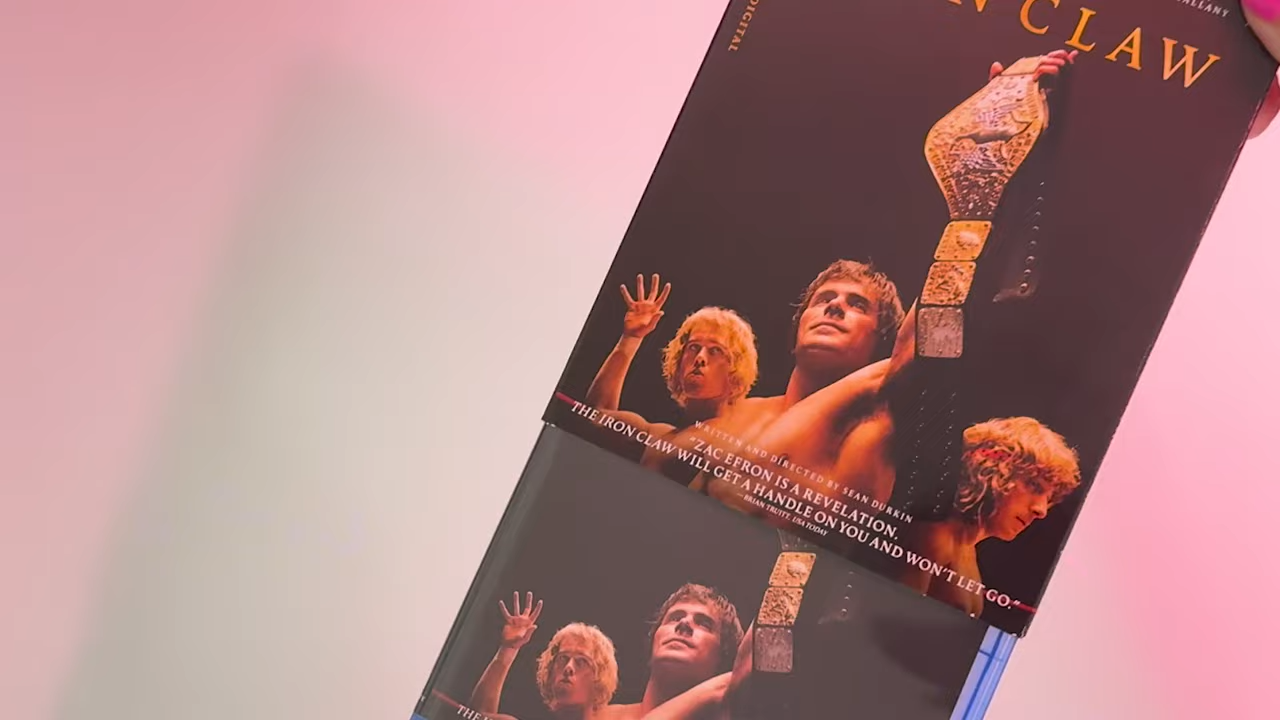 DIGITAL
N CLAW
WRITTEN AND DIRECTED BY SEAN DURKIN
"ZAC EFRON IS A REVELATION.
THE IRON CLAW WILL GET A HANDLE ON YOU AND WON'T LET GO."
—BRIAN TRUITT, USA TODAY
THE